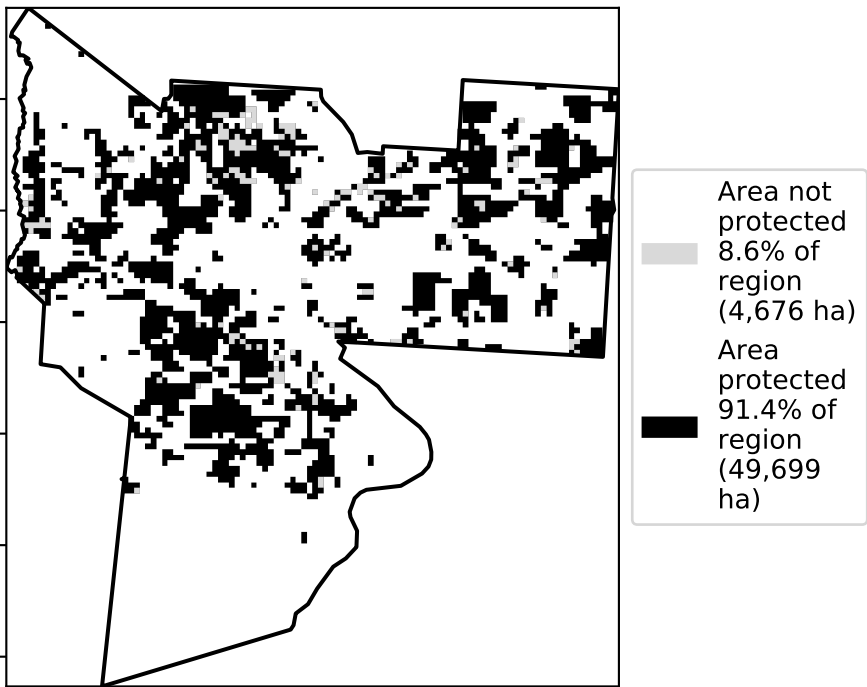 Area not
protected
8.6% of
region
(4,676 ha)
Area
protected
91.4% of
region
(49,699
ha)